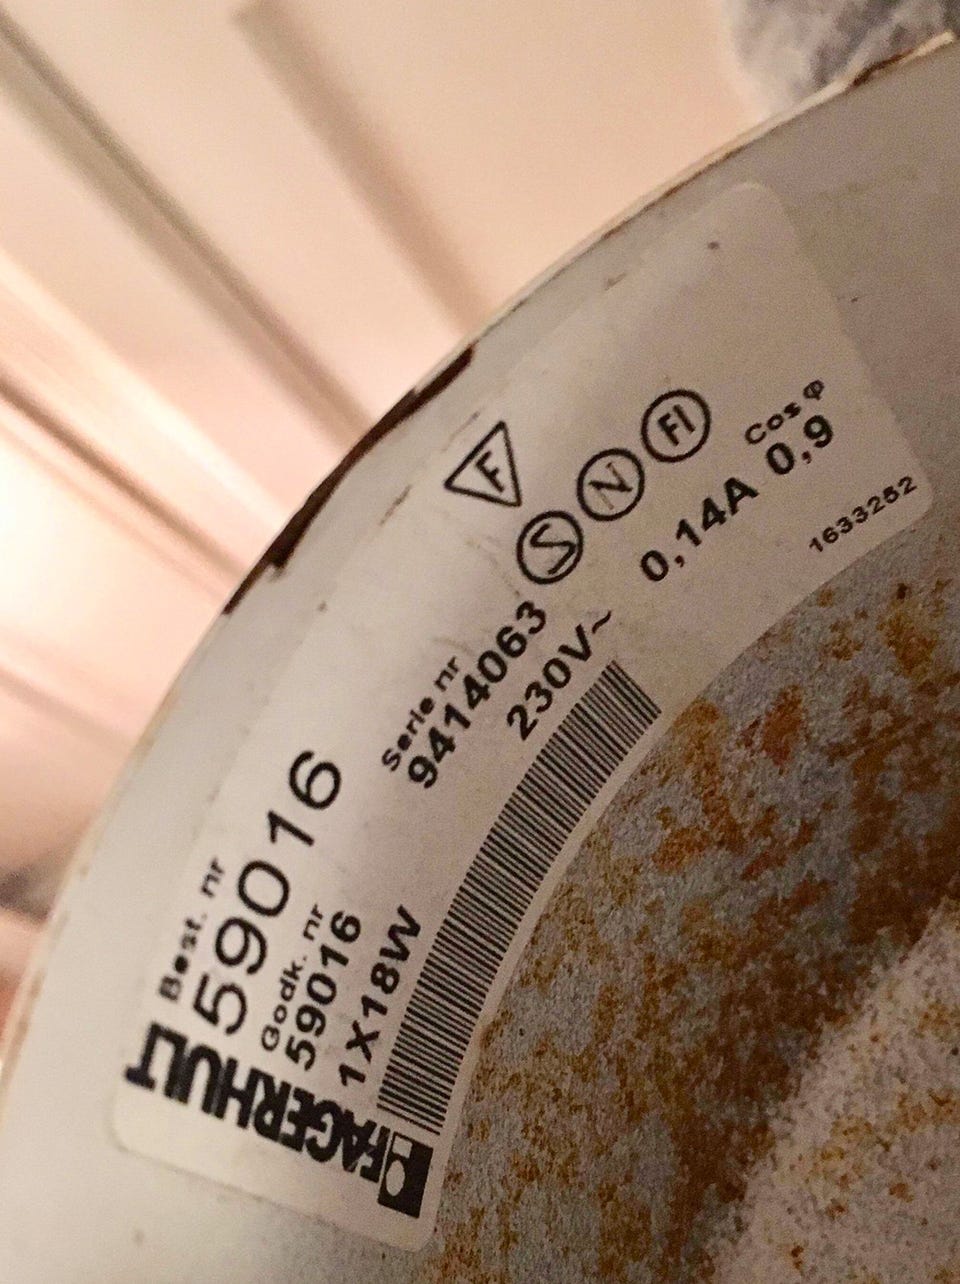 FAGERHULT
Best. nr
59016
Godk. nr
59016
1X18W
Serie nr
9414063
230V~
F
S N FI
0,14A
Cos φ
0,9
1633252